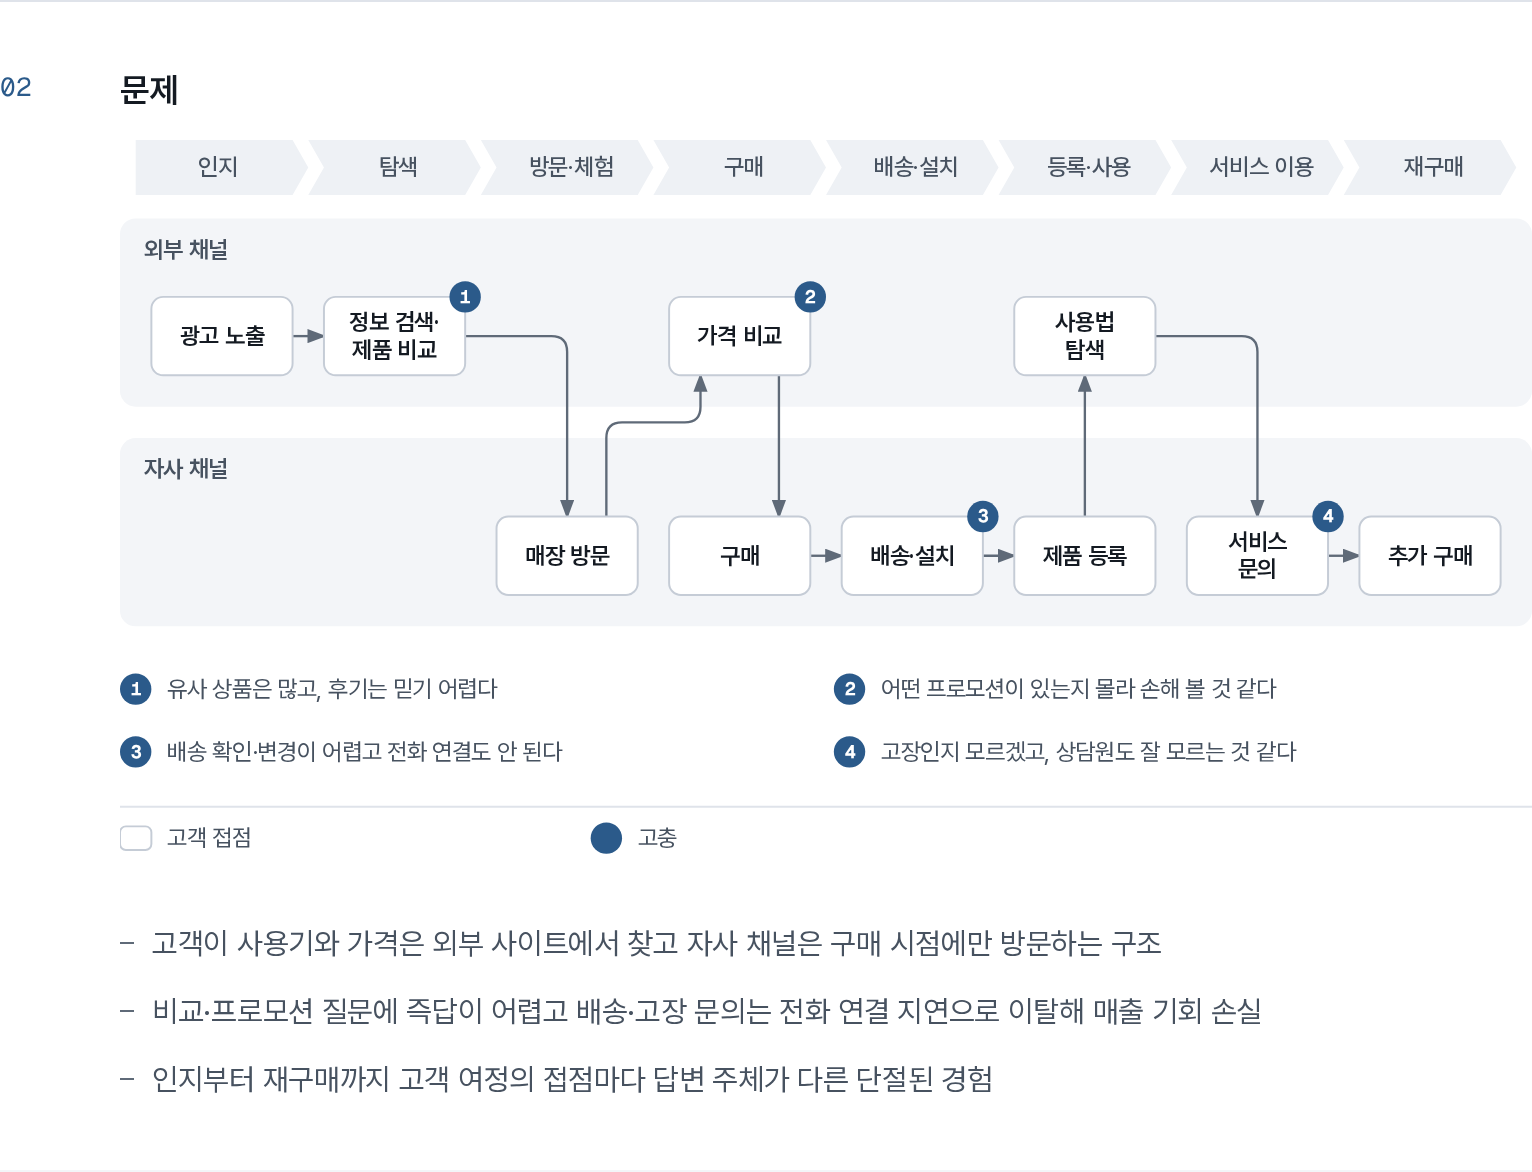 02
문제
인지
탐색
방문·체험
구매
배송·설치
등록·사용
서비스 이용
재구매
외부 채널
광고 노출
정보 검색·
제품 비교
1
가격 비교
2
사용법
탐색
자사 채널
매장 방문
구매
배송·설치
3
제품 등록
서비스
문의
4
추가 구매
1 유사 상품은 많고, 후기는 믿기 어렵다
2 어떤 프로모션이 있는지 몰라 손해 볼 것 같다
3 배송 확인·변경이 어렵고 전화 연결도 안 된다
4 고장인지 모르겠고, 상담원도 잘 모르는 것 같다
고객 접점
고충
– 고객이 사용기와 가격은 외부 사이트에서 찾고 자사 채널은 구매 시점에만 방문하는 구조
– 비교·프로모션 질문에 즉답이 어렵고 배송·고장 문의는 전화 연결 지연으로 이탈해 매출 기회 손실
– 인지부터 재구매까지 고객 여정의 접점마다 답변 주체가 다른 단절된 경험